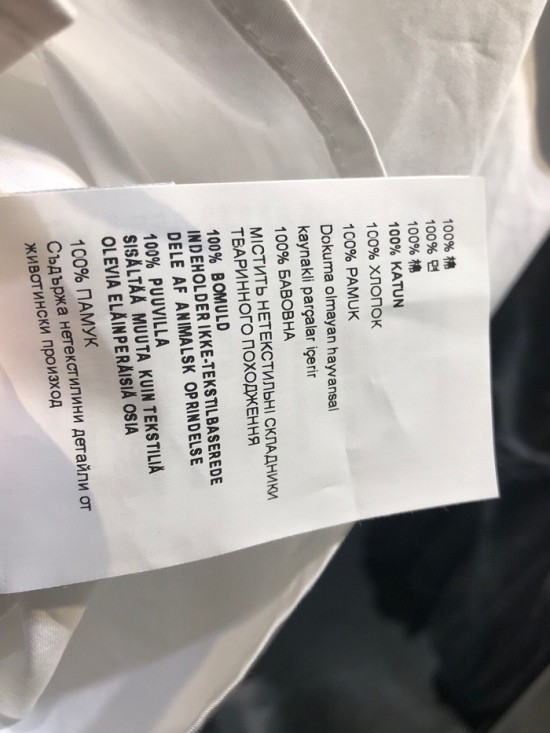 100% 棉
100% 면
100% 棉
100% KATUN
100% ХЛОПОК
100% PAMUK
Dokuma olmayan hayvansal
kaynakli parçalar içerir
100% БАВОВНА
МІСТИТЬ НЕТЕКСТИЛЬНІ СКЛАДНИКИ
ТВАРИННОГО ПОХОДЖЕННЯ
100% BOMULD
INDEHOLDER IKKE-TEKSTILBASEREDE
DELE AF ANIMALSK OPRINDELSE
100% PUUVILLA
SISÄLTÄÄ MUUTA KUIN TEKSTIILIÄ
OLEVIA ELÄINPERÄISIÄ OSIA
100% ПАМУК
Съдържа нетекстилни детайли от
животински произход